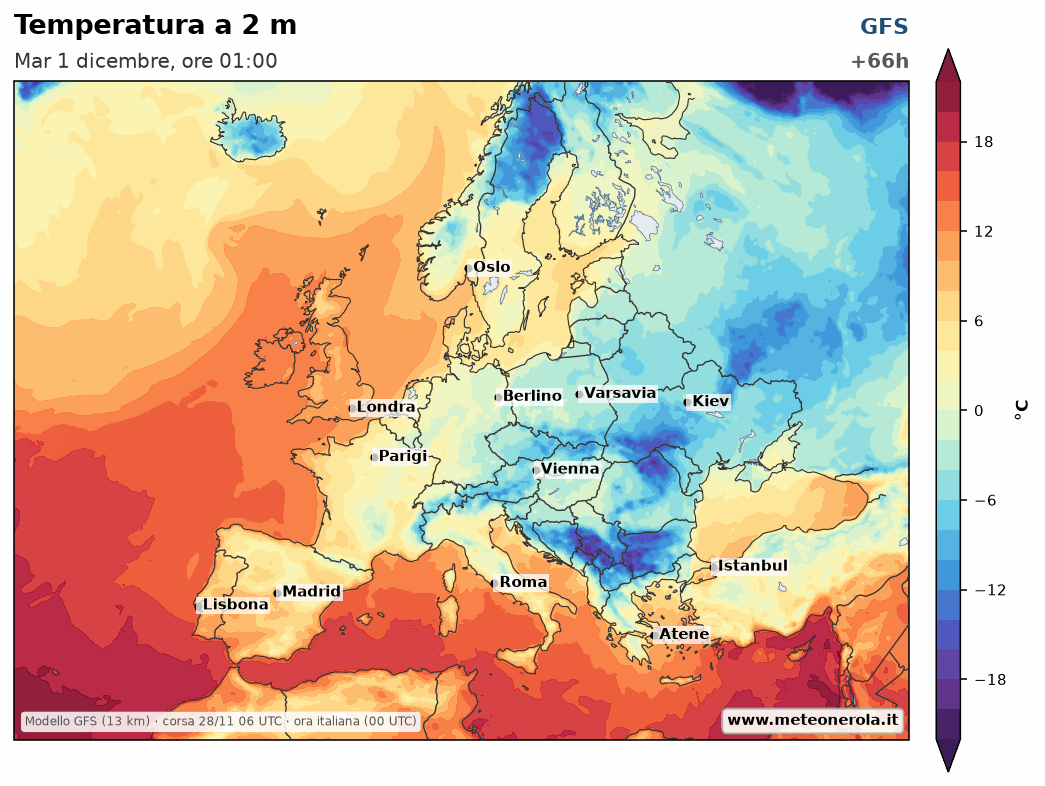 Temperatura a 2 m
GFS
Mar 1 dicembre, ore 01:00
+66h
18
12
6
0
−6
−12
−18
°C
Oslo
Londra
Berlino
Varsavia
Kiev
Parigi
Vienna
Istanbul
Roma
Madrid
Lisbona
Atene
Modello GFS (13 km) · corsa 28/11 06 UTC · ora italiana (00 UTC)
www.meteonerola.it